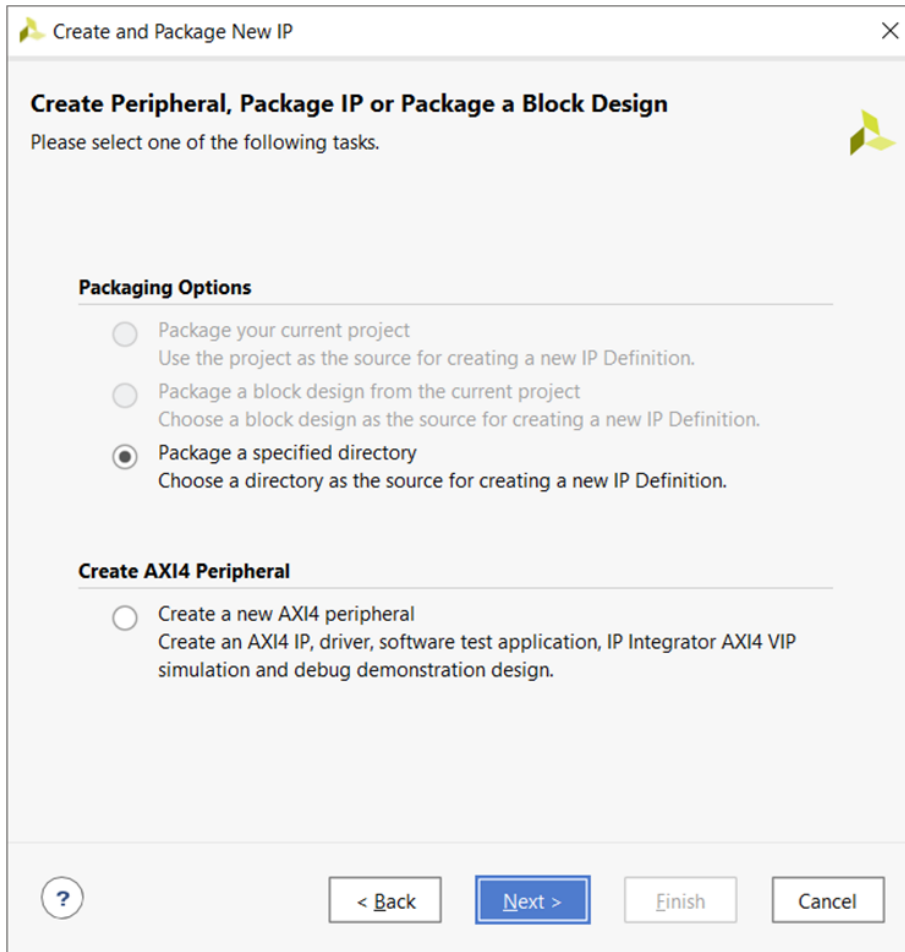 Create and Package New IP
Create Peripheral, Package IP or Package a Block Design
Please select one of the following tasks.
Packaging Options
Package your current project
Use the project as the source for creating a new IP Definition.
Package a block design from the current project
Choose a block design as the source for creating a new IP Definition.
Package a specified directory
Choose a directory as the source for creating a new IP Definition.
Create AXI4 Peripheral
Create a new AXI4 peripheral
Create an AXI4 IP, driver, software test application, IP Integrator AXI4 VIP
simulation and debug demonstration design.
? < Back Next > Finish Cancel